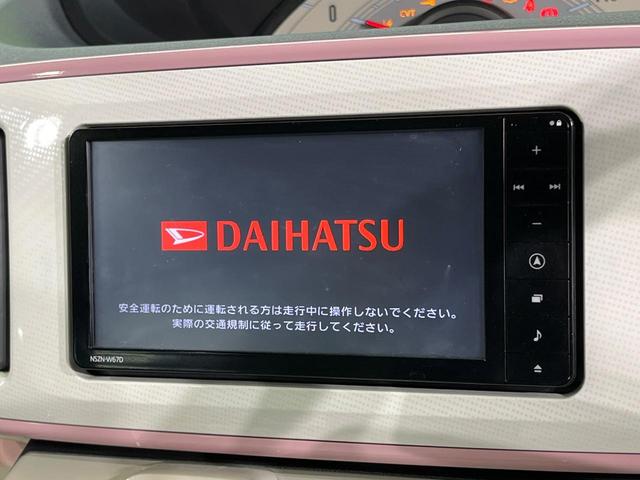 0
CVT
DAIHATSU
安全運転のために運転される方は走行中に操作しないでください。
実際の交通規制に従って走行してください。
NSZN-W67D